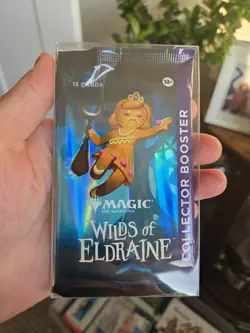 15 CARDS
13+
MAGIC
THE GATHERING
WILDS OF
ELDRAINE
COLLECTOR BOOSTER